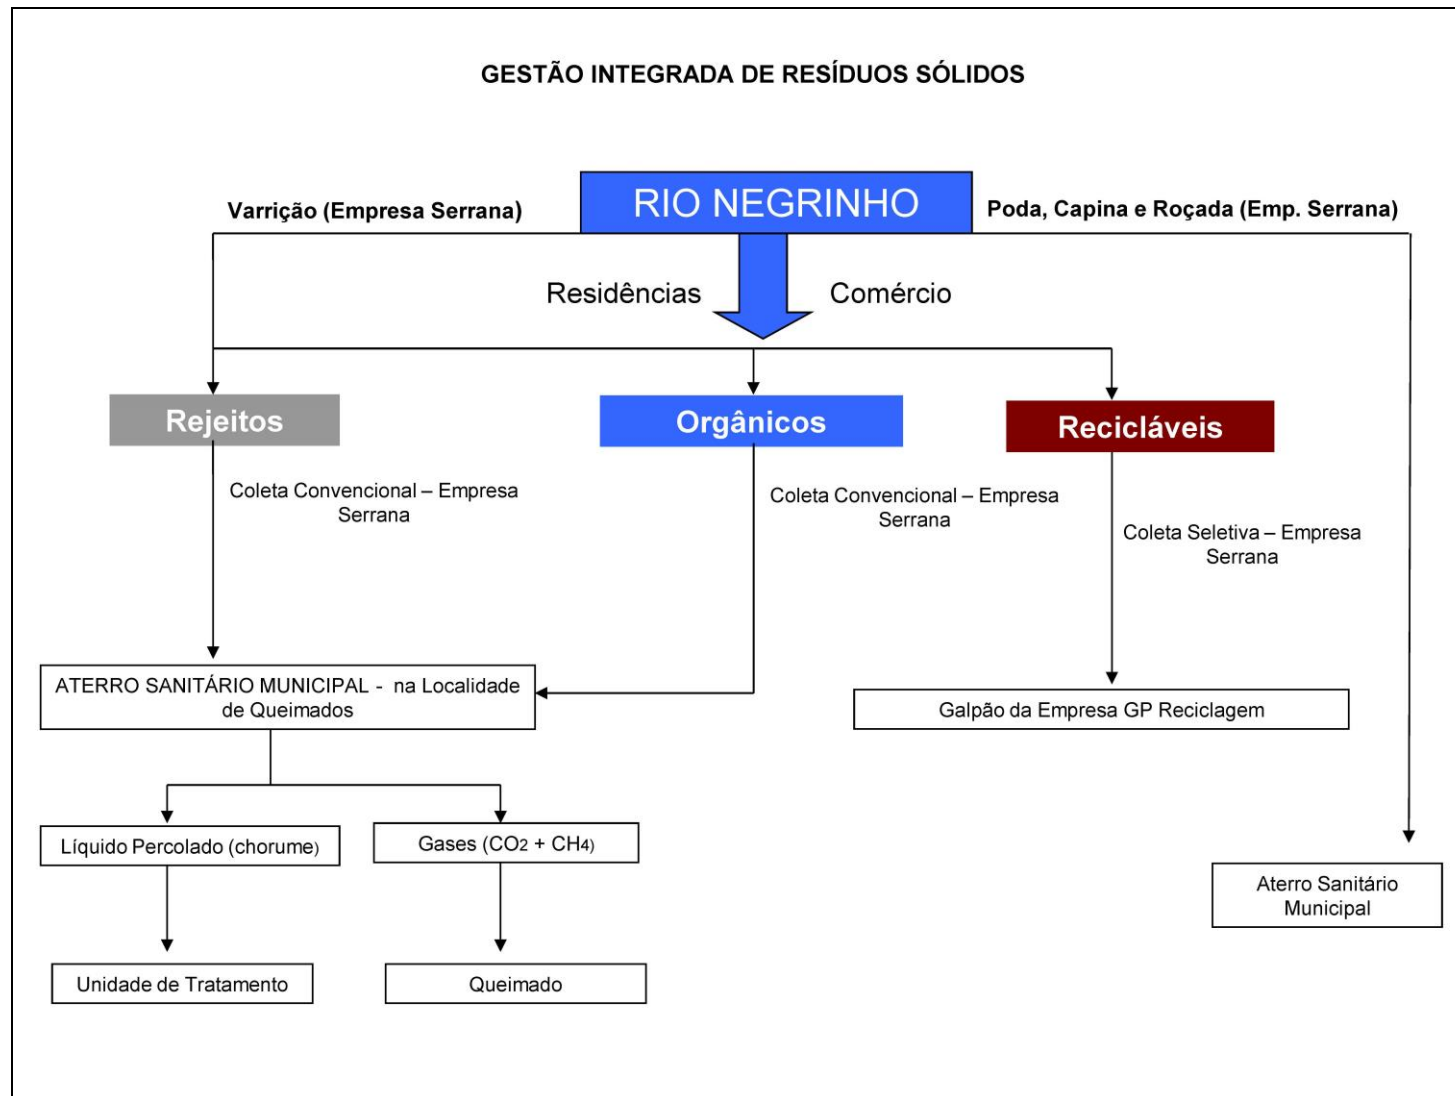 GESTÃO INTEGRADA DE RESÍDUOS SÓLIDOS
RIO NEGRINHO
Varrição (Empresa Serrana)
Poda, Capina e Roçada (Emp. Serrana)
Residências
Comércio
Rejeitos
Orgânicos
Recicláveis
Coleta Convencional – Empresa
Serrana
Coleta Convencional – Empresa
Serrana
Coleta Seletiva – Empresa
Serrana
ATERRO SANITÁRIO MUNICIPAL - na Localidade
de Queimados
Galpão da Empresa GP Reciclagem
Líquido Percolado (chorume)
Gases (CO2 + CH4)
Aterro Sanitário
Municipal
Unidade de Tratamento
Queimado